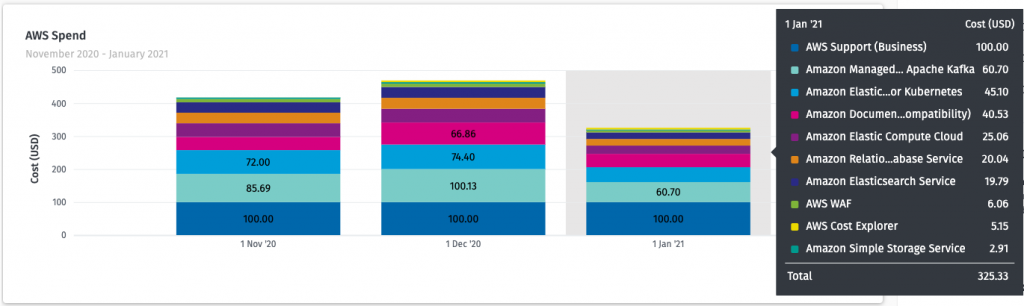 AWS Spend
November 2020 - January 2021
Cost (USD)
500
400
300
200
100
0
72.00
85.69
100.00
66.86
74.40
100.13
100.00
60.70
100.00
1 Nov '20
1 Dec '20
1 Jan '21
1 Jan '21 Cost (USD)
AWS Support (Business) 100.00
Amazon Managed... Apache Kafka 60.70
Amazon Elastic...or Kubernetes 45.10
Amazon Documen...ompatibility) 40.53
Amazon Elastic Compute Cloud 25.06
Amazon Relatio...abase Service 20.04
Amazon Elasticsearch Service 19.79
AWS WAF 6.06
AWS Cost Explorer 5.15
Amazon Simple Storage Service 2.91
Total 325.33